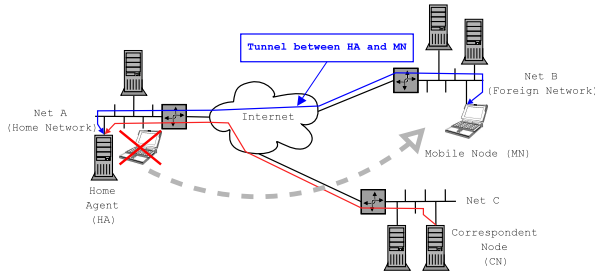 Tunnel between HA and MN
Net B
(Foreign Network)
Net A
(Home Network)
Internet
Mobile Node (MN)
Home
Agent
(HA)
Net C
Correspondent
Node
(CN)